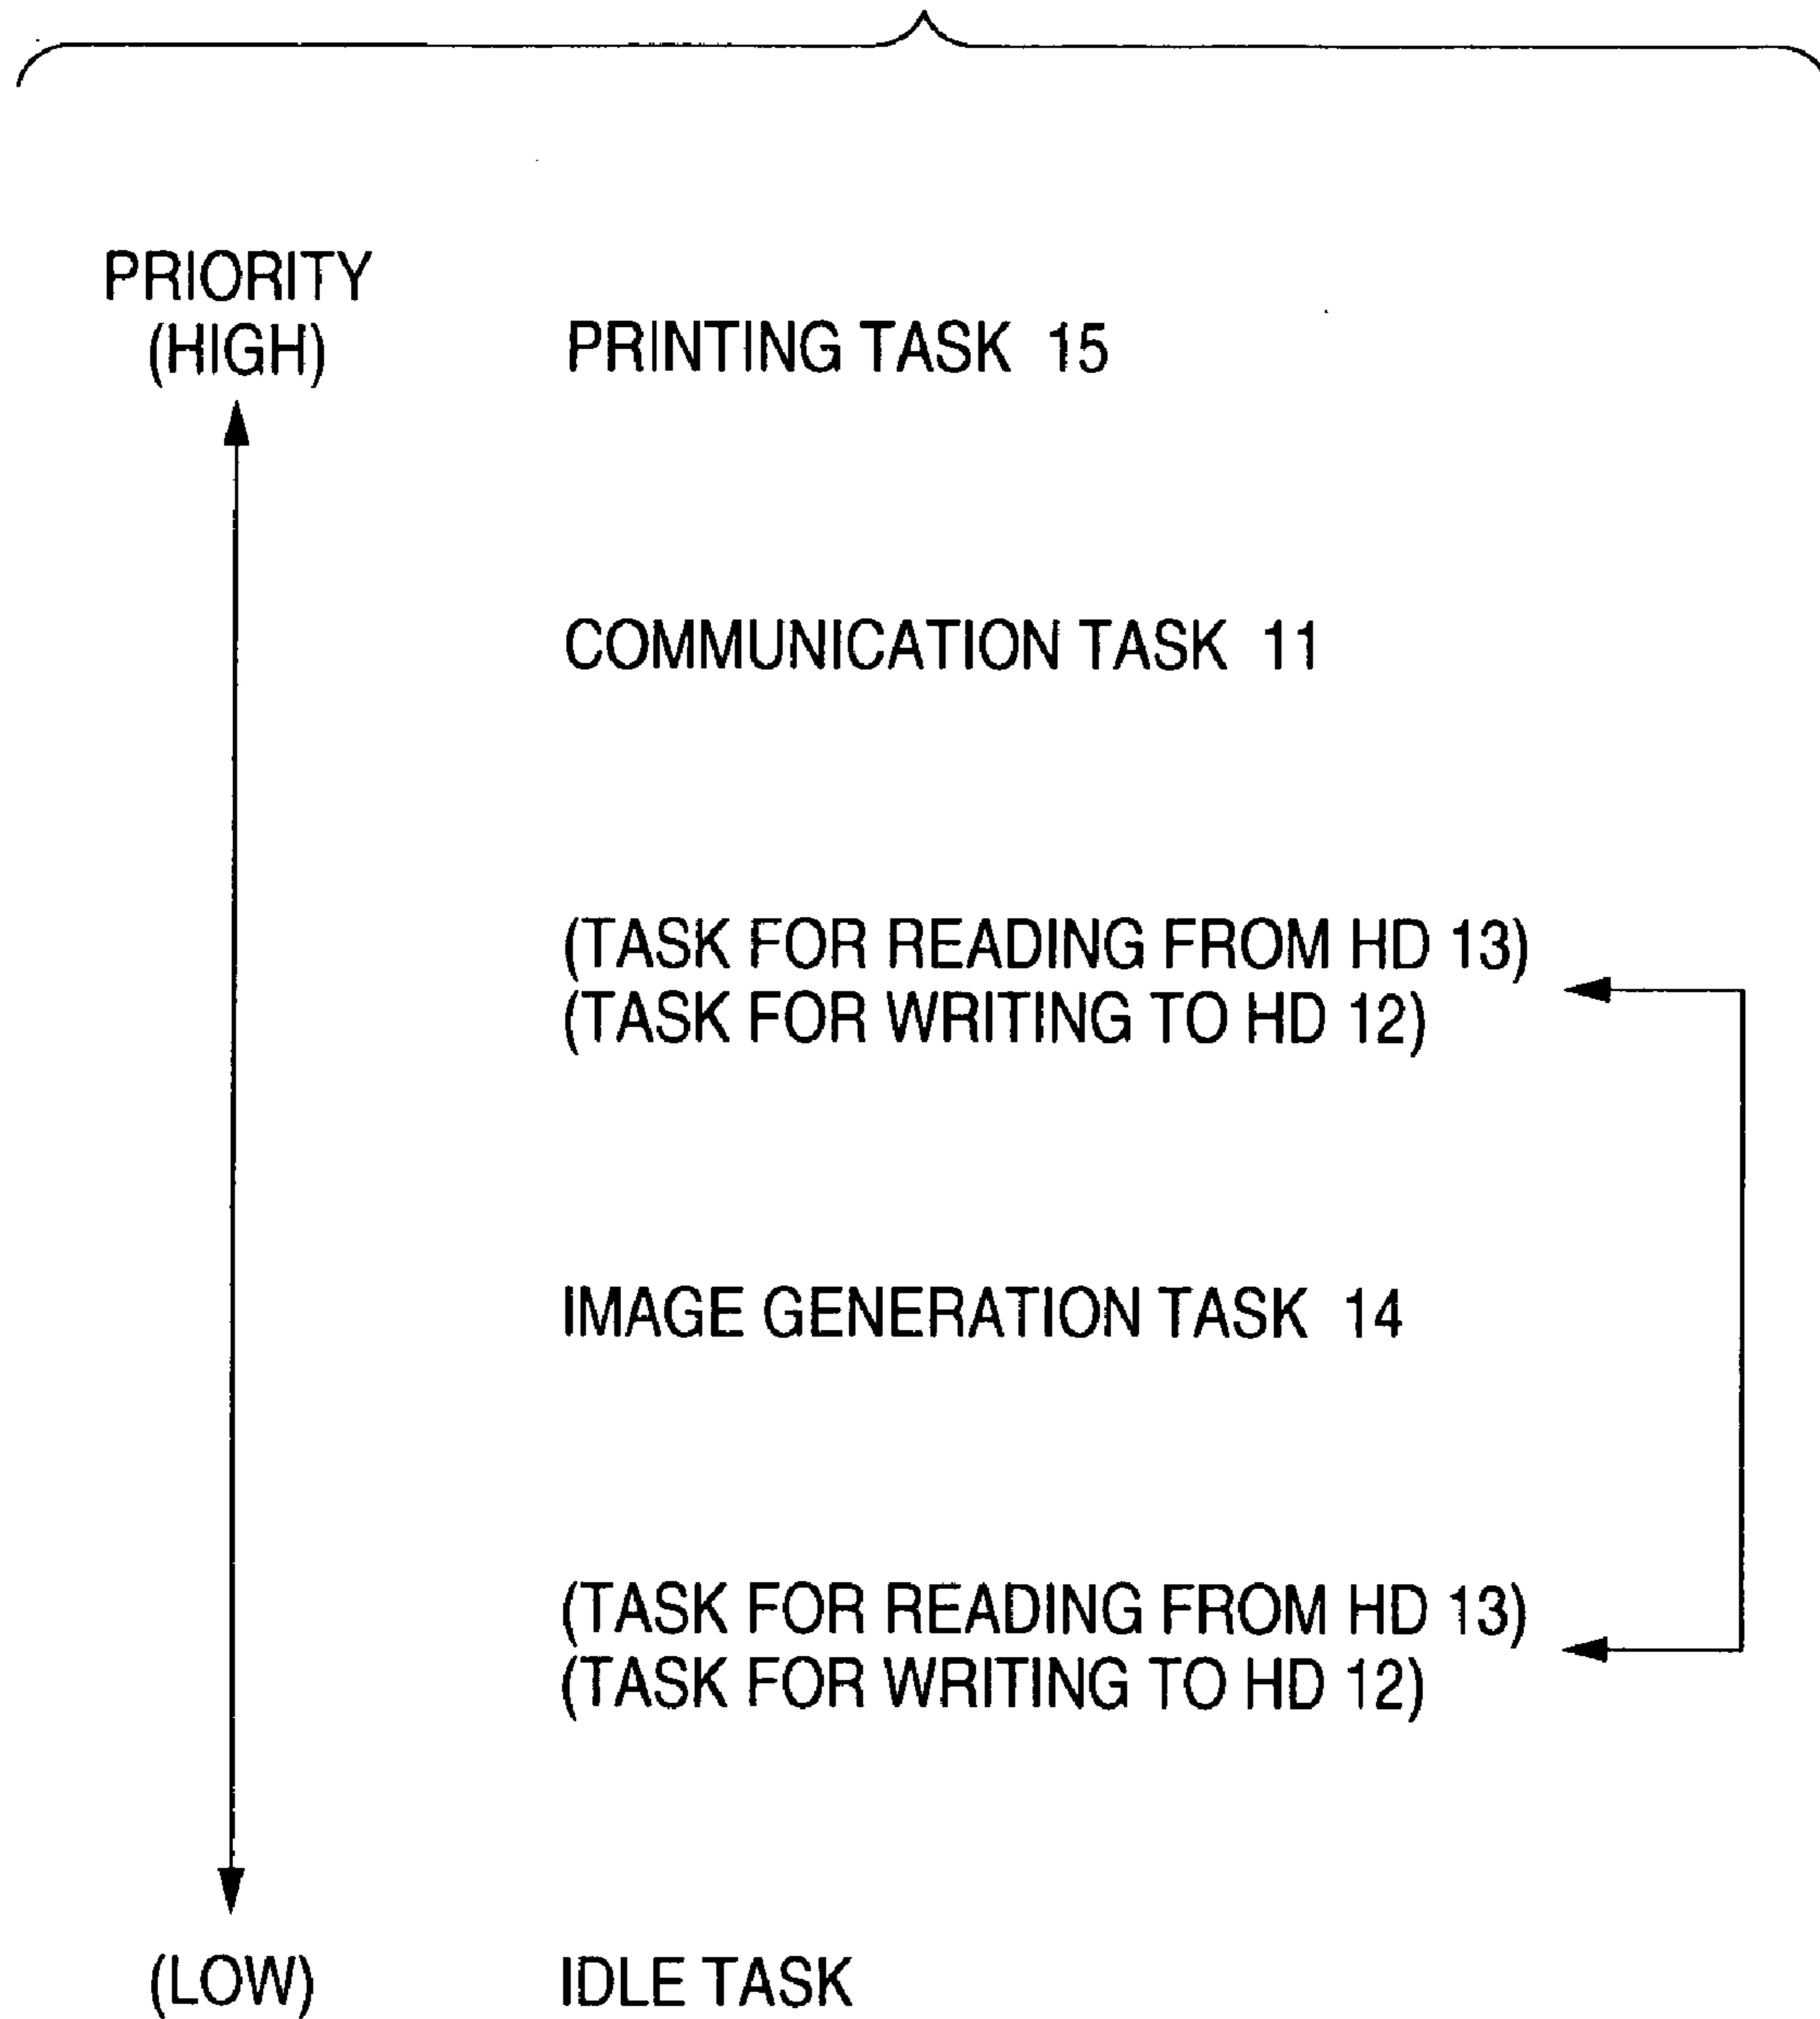 PRIORITY
(HIGH)
PRINTING TASK 15
COMMUNICATION TASK 11
(TASK FOR READING FROM HD 13)
(TASK FOR WRITING TO HD 12)
IMAGE GENERATION TASK 14
(TASK FOR READING FROM HD 13)
(TASK FOR WRITING TO HD 12)
(LOW)
IDLE TASK